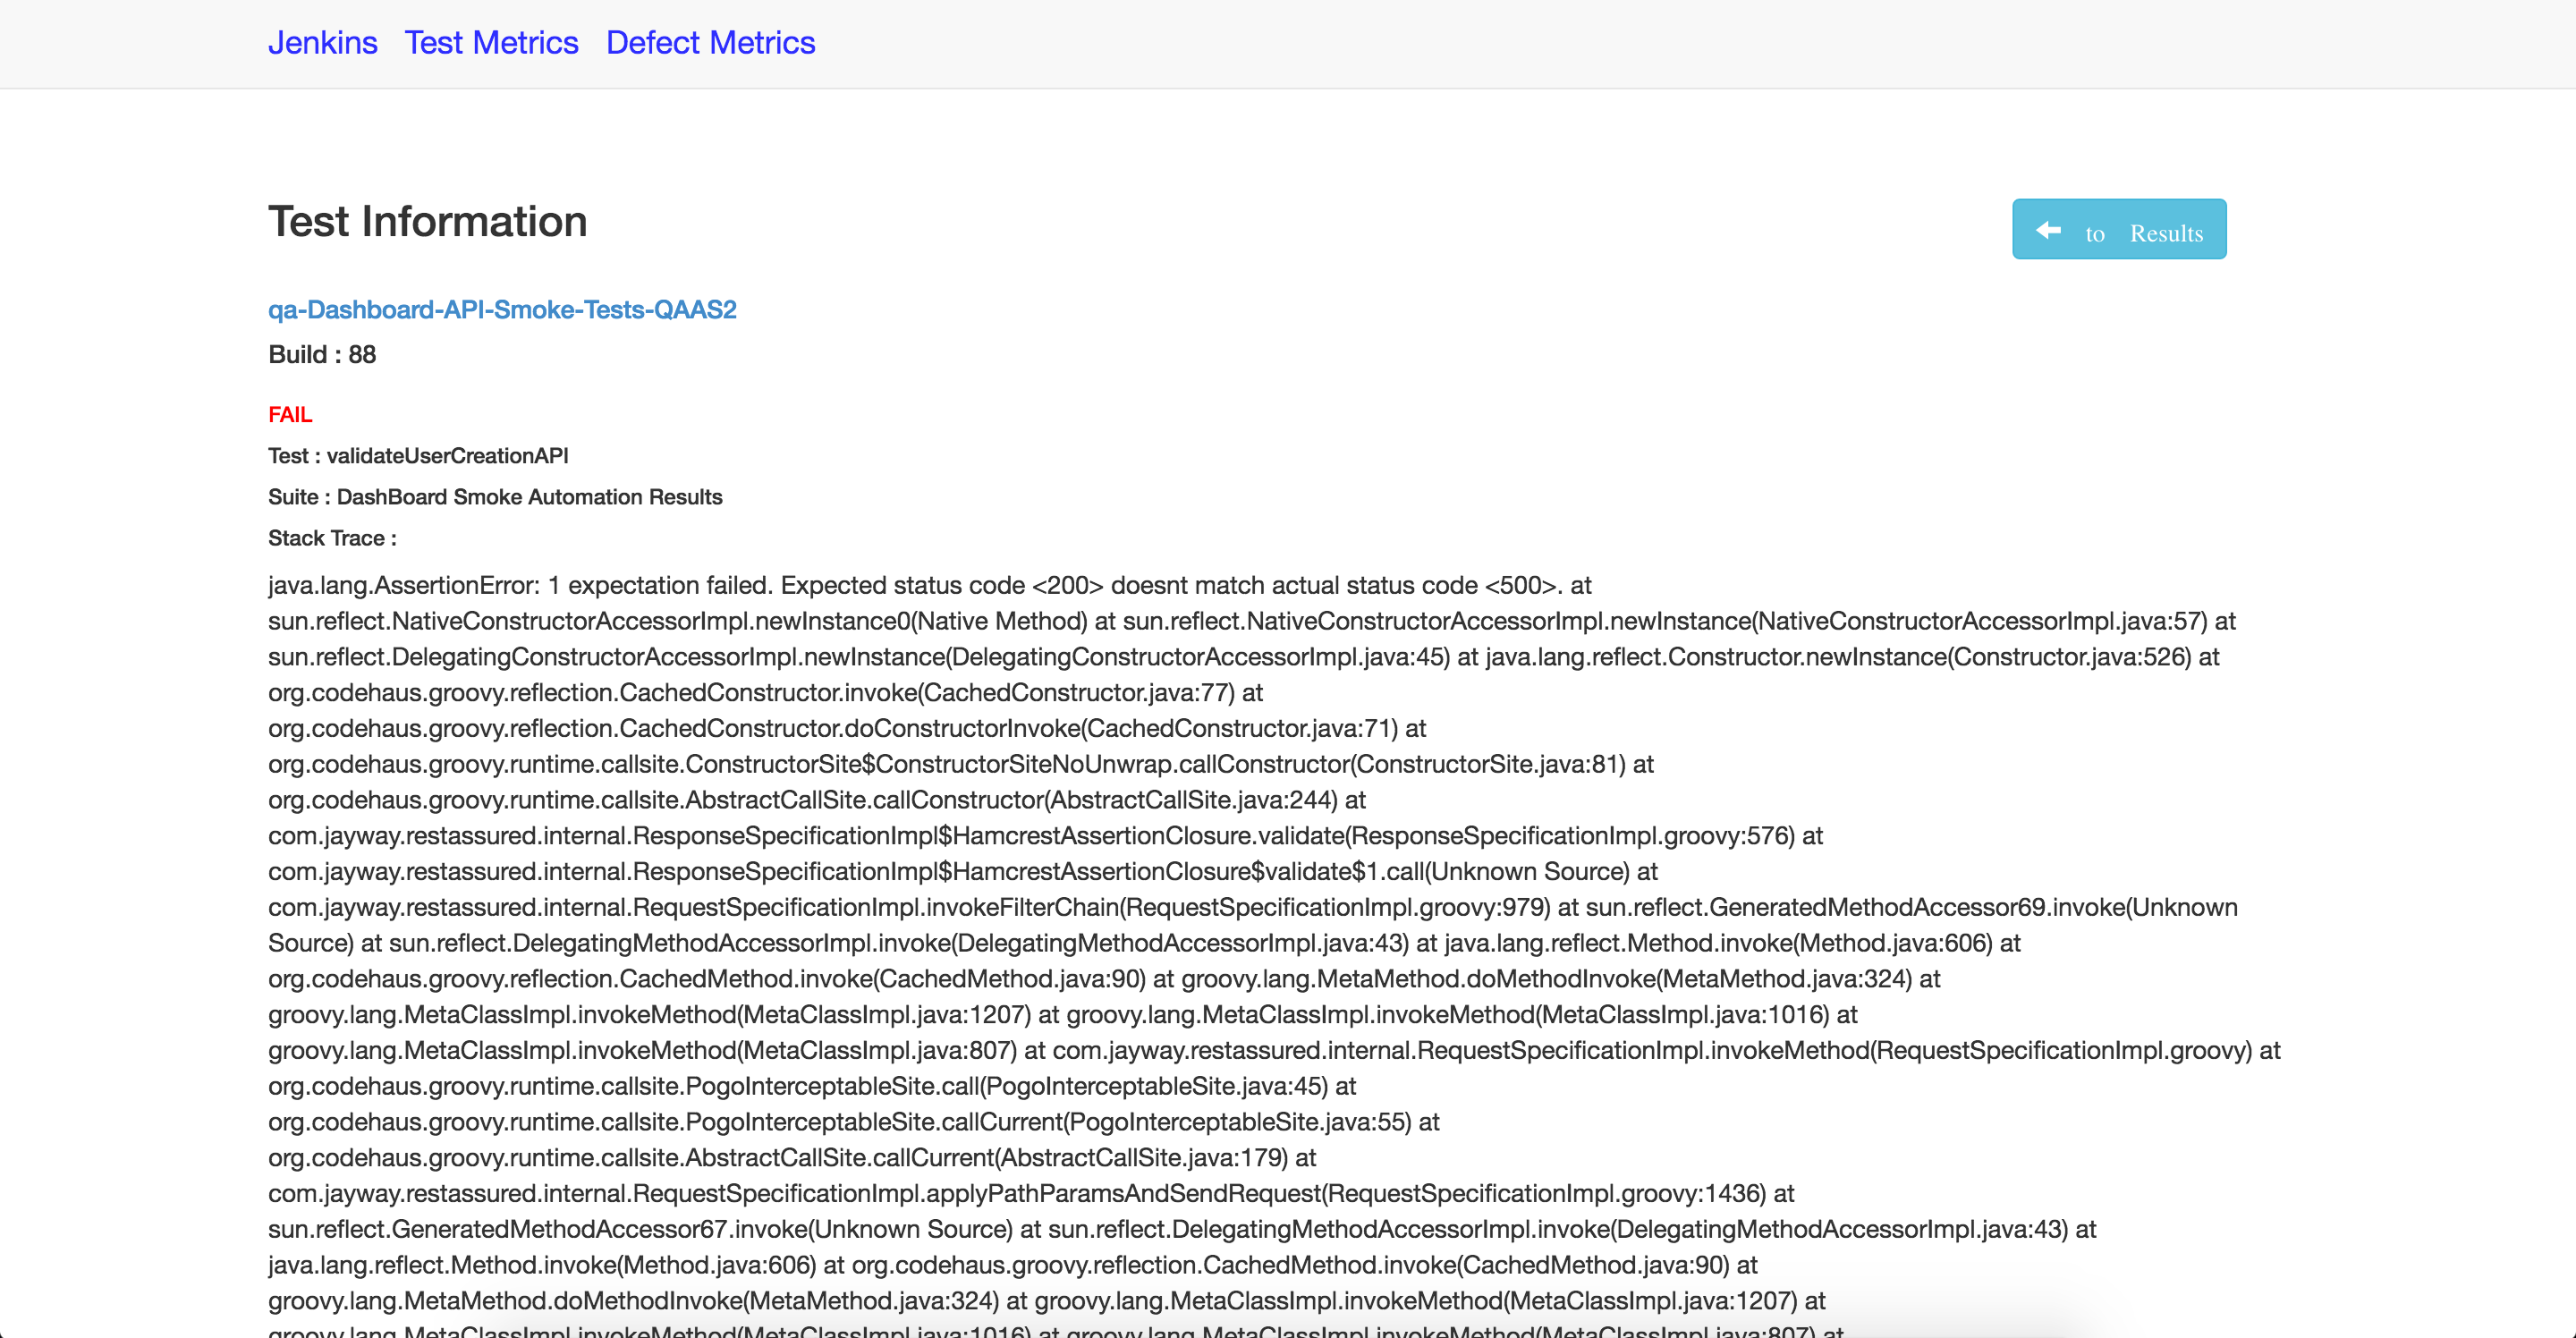 Jenkins Test Metrics Defect Metrics
Test Information
to Results
qa-Dashboard-API-Smoke-Tests-QAAS2
Build : 88
FAIL
Test : validateUserCreationAPI
Suite : DashBoard Smoke Automation Results
Stack Trace :
java.lang.AssertionError: 1 expectation failed. Expected status code <200> doesnt match actual status code <500>. at
sun.reflect.NativeConstructorAccessorImpl.newInstance0(Native Method) at sun.reflect.NativeConstructorAccessorImpl.newInstance(NativeConstructorAccessorImpl.java:57) at
sun.reflect.DelegatingConstructorAccessorImpl.newInstance(DelegatingConstructorAccessorImpl.java:45) at java.lang.reflect.Constructor.newInstance(Constructor.java:526) at
org.codehaus.groovy.reflection.CachedConstructor.invoke(CachedConstructor.java:77) at
org.codehaus.groovy.reflection.CachedConstructor.doConstructorInvoke(CachedConstructor.java:71) at
org.codehaus.groovy.runtime.callsite.ConstructorSite$ConstructorSiteNoUnwrap.callConstructor(ConstructorSite.java:81) at
org.codehaus.groovy.runtime.callsite.AbstractCallSite.callConstructor(AbstractCallSite.java:244) at
com.jayway.restassured.internal.ResponseSpecificationImpl$HamcrestAssertionClosure.validate(ResponseSpecificationImpl.groovy:576) at
com.jayway.restassured.internal.ResponseSpecificationImpl$HamcrestAssertionClosure$validate$1.call(Unknown Source) at
com.jayway.restassured.internal.RequestSpecificationImpl.invokeFilterChain(RequestSpecificationImpl.groovy:979) at sun.reflect.GeneratedMethodAccessor69.invoke(Unknown
Source) at sun.reflect.DelegatingMethodAccessorImpl.invoke(DelegatingMethodAccessorImpl.java:43) at java.lang.reflect.Method.invoke(Method.java:606) at
org.codehaus.groovy.reflection.CachedMethod.invoke(CachedMethod.java:90) at groovy.lang.MetaMethod.doMethodInvoke(MetaMethod.java:324) at
groovy.lang.MetaClassImpl.invokeMethod(MetaClassImpl.java:1207) at groovy.lang.MetaClassImpl.invokeMethod(MetaClassImpl.java:1016) at
groovy.lang.MetaClassImpl.invokeMethod(MetaClassImpl.java:807) at com.jayway.restassured.internal.RequestSpecificationImpl.invokeMethod(RequestSpecificationImpl.groovy) at
org.codehaus.groovy.runtime.callsite.PogoInterceptableSite.call(PogoInterceptableSite.java:45) at
org.codehaus.groovy.runtime.callsite.PogoInterceptableSite.callCurrent(PogoInterceptableSite.java:55) at
org.codehaus.groovy.runtime.callsite.AbstractCallSite.callCurrent(AbstractCallSite.java:179) at
com.jayway.restassured.internal.RequestSpecificationImpl.applyPathParamsAndSendRequest(RequestSpecificationImpl.groovy:1436) at
sun.reflect.GeneratedMethodAccessor67.invoke(Unknown Source) at sun.reflect.DelegatingMethodAccessorImpl.invoke(DelegatingMethodAccessorImpl.java:43) at
java.lang.reflect.Method.invoke(Method.java:606) at org.codehaus.groovy.reflection.CachedMethod.invoke(CachedMethod.java:90) at
groovy.lang.MetaMethod.doMethodInvoke(MetaMethod.java:324) at groovy.lang.MetaClassImpl.invokeMethod(MetaClassImpl.java:1207) at
groovy.lang.MetaClassImpl.invokeMethod(MetaClassImpl.java:1016) at groovy.lang.MetaClassImpl.invokeMethod(MetaClassImpl.java:807) at